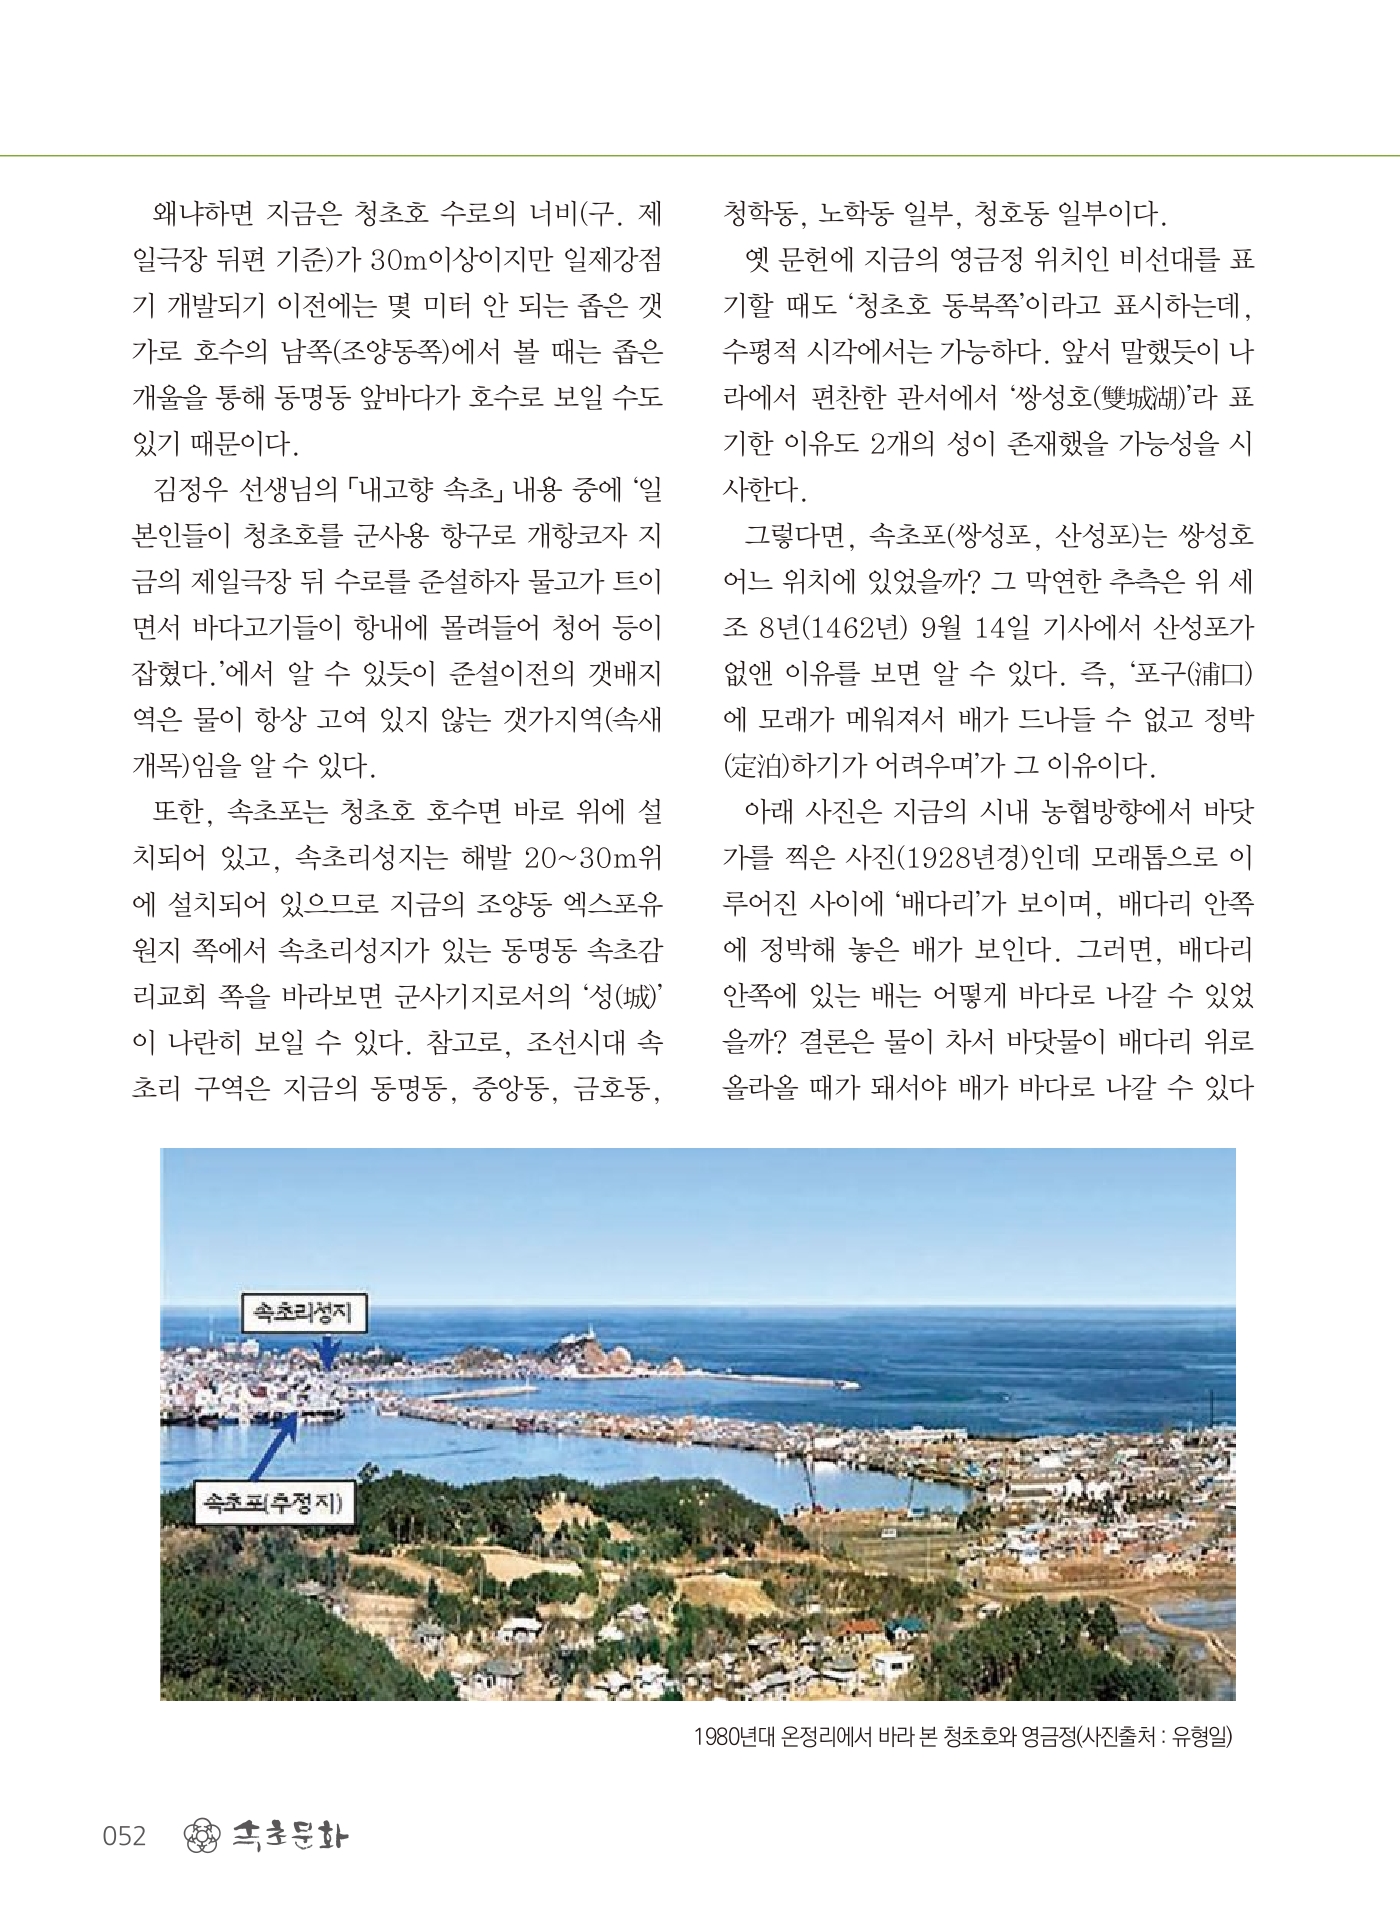 왜냐하면 지금은 청초호 수로의 너비(구. 제
일극장 뒤편 기준)가 30m이상이지만 일제강점
기 개발되기 이전에는 몇 미터 안 되는 좁은 갯
가로 호수의 남쪽(조양동쪽)에서 볼 때는 좁은
개울을 통해 동명동 앞바다가 호수로 보일 수도
있기 때문이다.
김정우 선생님의 「내고향 속초」 내용 중에 ‘일
본인들이 청초호를 군사용 항구로 개항코자 지
금의 제일극장 뒤 수로를 준설하자 물고가 트이
면서 바다고기들이 항내에 몰려들어 청어 등이
잡혔다.’에서 알 수 있듯이 준설이전의 갯배지
역은 물이 항상 고여 있지 않는 갯가지역(속새
개목)임을 알 수 있다.
또한, 속초포는 청초호 호수면 바로 위에 설
치되어 있고, 속초리성지는 해발 20~30m위
에 설치되어 있으므로 지금의 조양동 엑스포유
원지 쪽에서 속초리성지가 있는 동명동 속초감
리교회 쪽을 바라보면 군사기지로서의 ‘성(城)’
이 나란히 보일 수 있다. 참고로, 조선시대 속
초리 구역은 지금의 동명동, 중앙동, 금호동,
청학동, 노학동 일부, 청호동 일부이다.
옛 문헌에 지금의 영금정 위치인 비선대를 표
기할 때도 ‘청초호 동북쪽’이라고 표시하는데,
수평적 시각에서는 가능하다. 앞서 말했듯이 나
라에서 편찬한 관서에서 ‘쌍성호(雙城湖)’라 표
기한 이유도 2개의 성이 존재했을 가능성을 시
사한다.
그렇다면, 속초포(쌍성포, 산성포)는 쌍성호
어느 위치에 있었을까? 그 막연한 추측은 위 세
조 8년(1462년) 9월 14일 기사에서 산성포가
없앤 이유를 보면 알 수 있다. 즉, ‘포구(浦口)
에 모래가 메워져서 배가 드나들 수 없고 정박
(定泊)하기가 어려우며’가 그 이유이다.
아래 사진은 지금의 시내 농협방향에서 바닷
가를 찍은 사진(1928년경)인데 모래톱으로 이
루어진 사이에 ‘배다리’가 보이며, 배다리 안쪽
에 정박해 놓은 배가 보인다. 그러면, 배다리
안쪽에 있는 배는 어떻게 바다로 나갈 수 있었
을까? 결론은 물이 차서 바닷물이 배다리 위로
올라올 때가 돼서야 배가 바다로 나갈 수 있다
속초리성지
속초포(추정지)
1980년대 온정리에서 바라 본 청초호와 영금정(사진출처 : 유형일)
052 속초문화